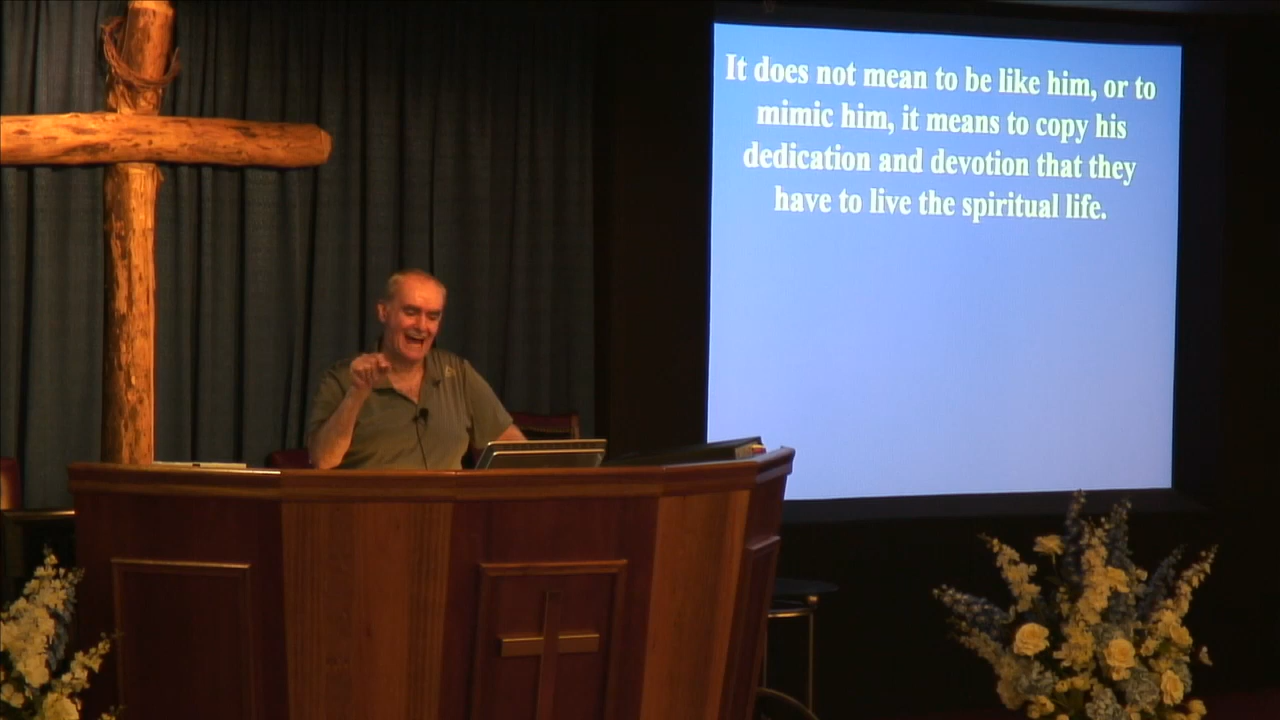 It does not mean to be like him, or to
mimic him, it means to copy his
dedication and devotion that they
have to live the spiritual life.